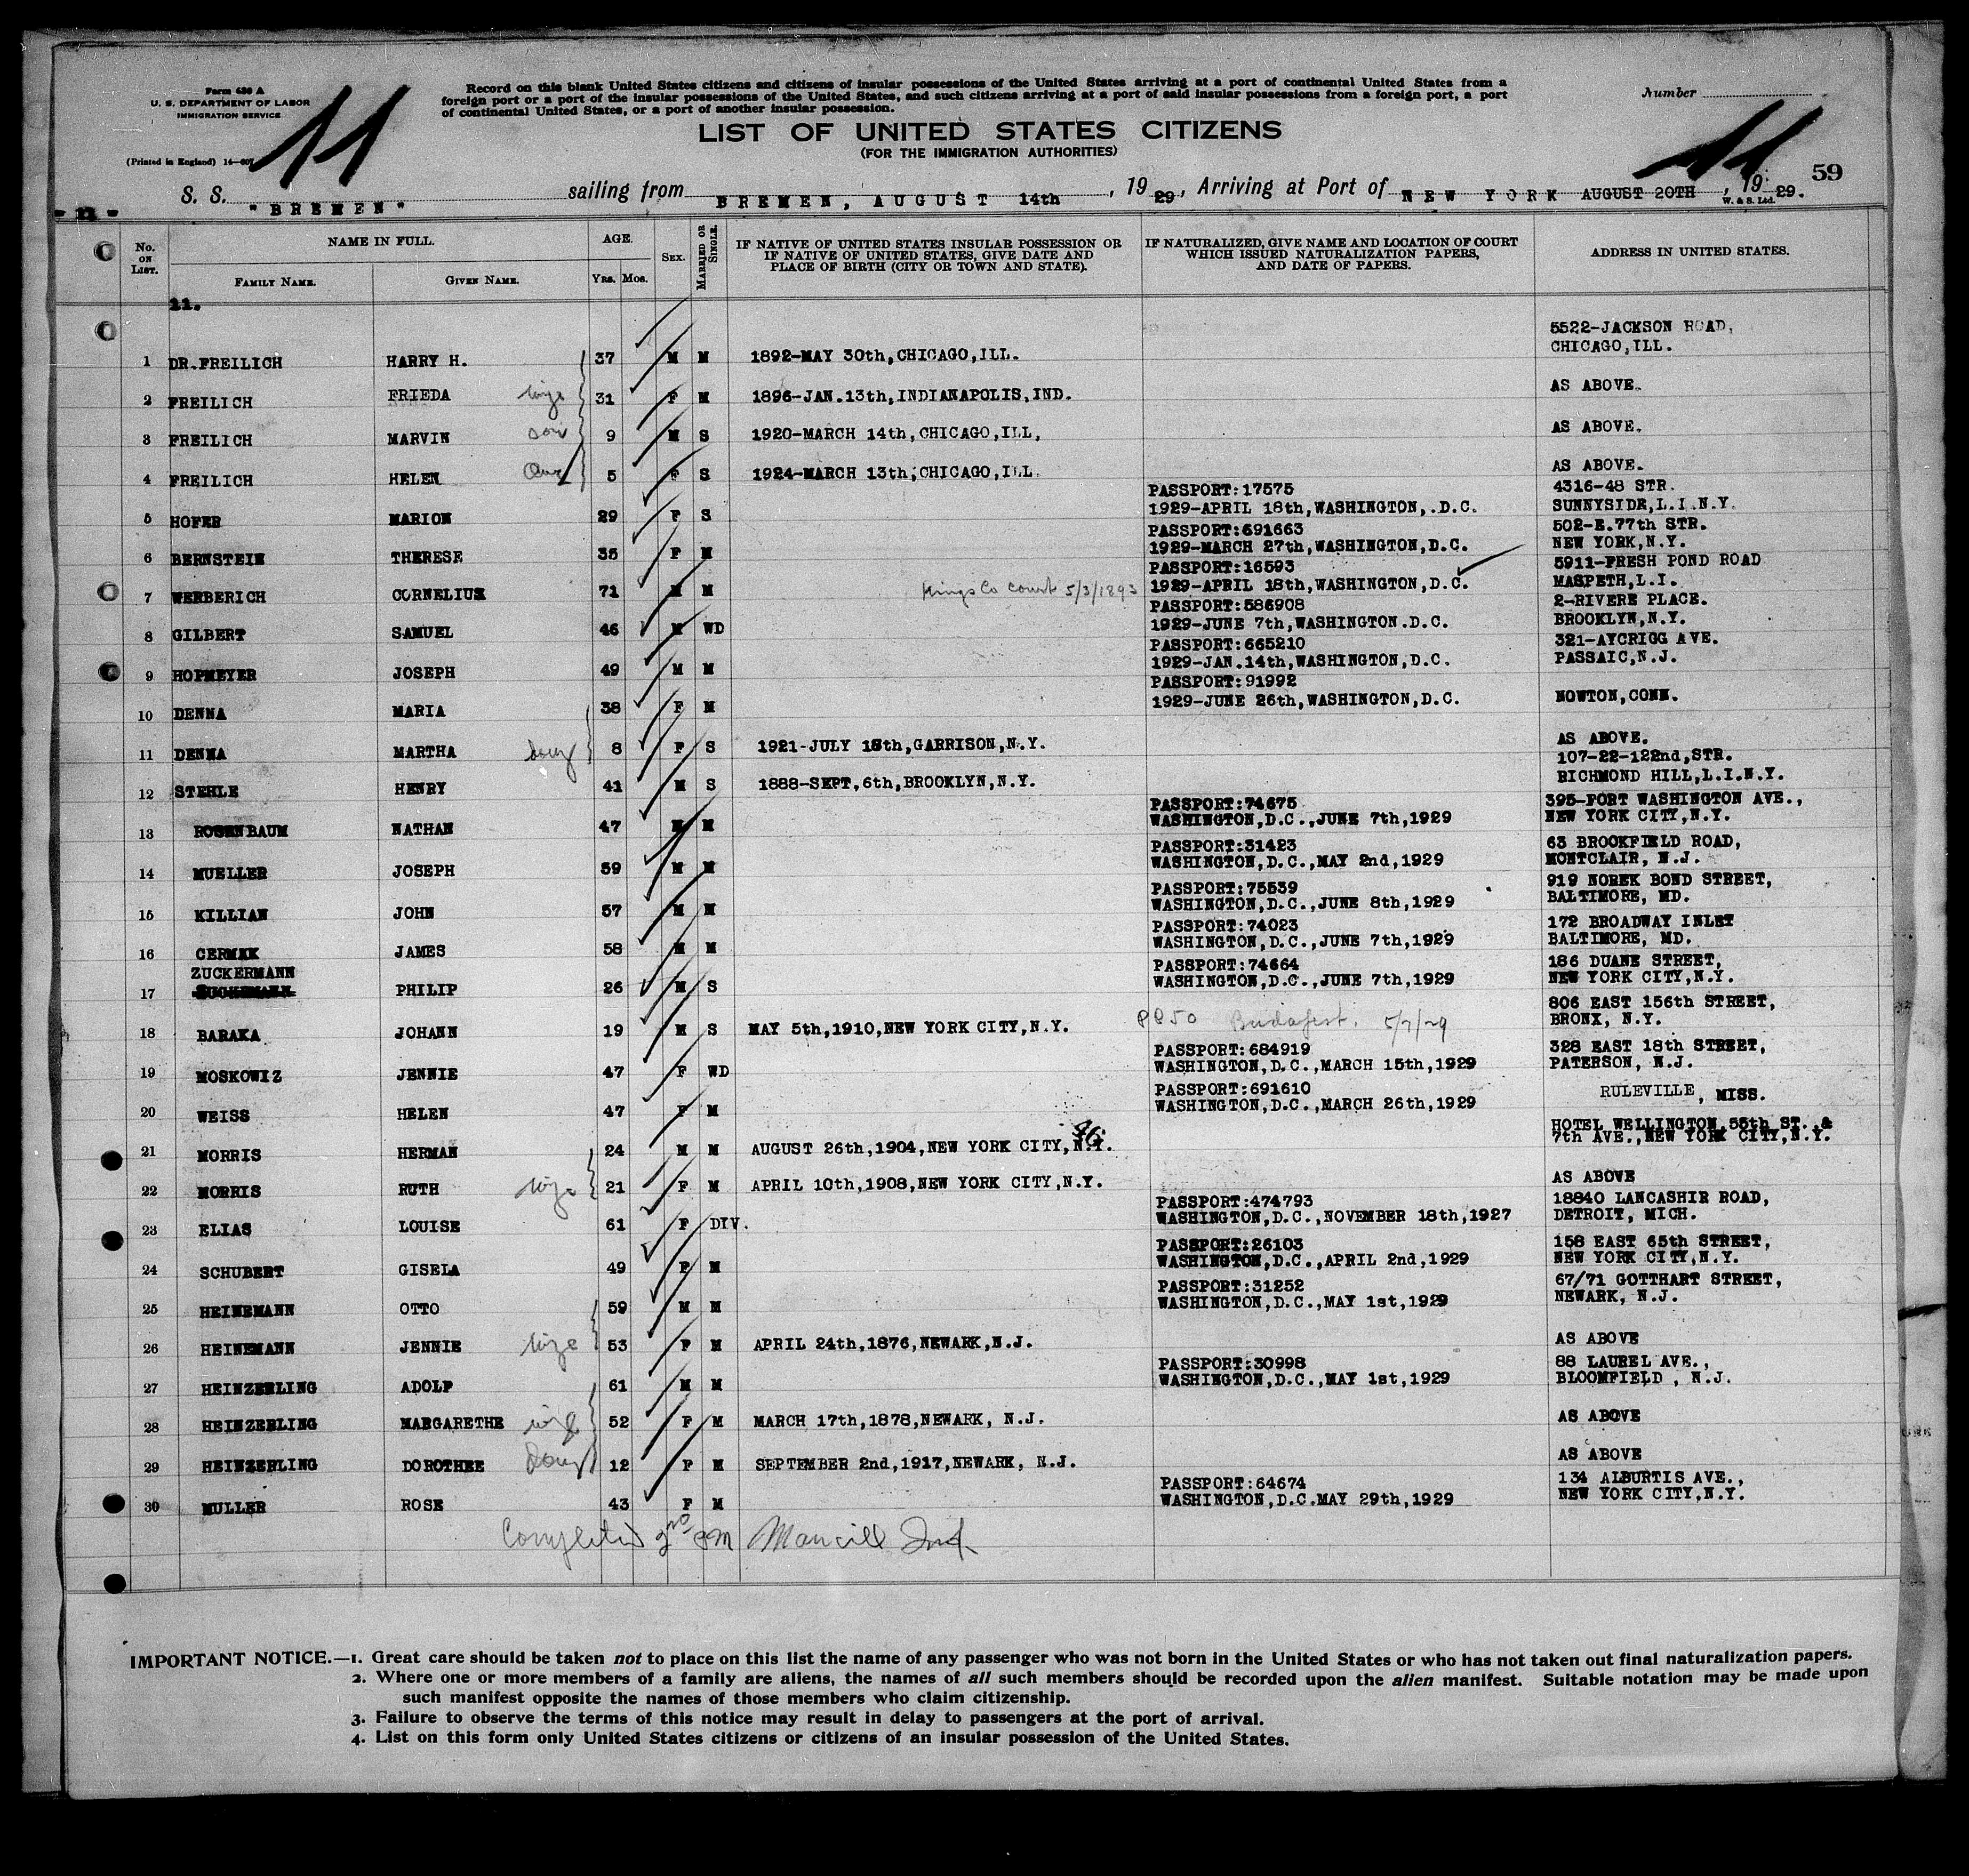 Form 430 A
U. S. DEPARTMENT OF LABOR
IMMIGRATION SERVICE
(Printed in England) 14—607
11
Record on this blank United States citizens and citizens of insular possessions of the United States arriving at a port of continental United States from a
foreign port or a port of the insular possessions of the United States, and such citizens arriving at a port of said insular possessions from a foreign port, a port
of continental United States, or a port of another insular possession.
Number
LIST OF UNITED STATES CITIZENS
(FOR THE IMMIGRATION AUTHORITIES)
11
59
S. S. "BREMEN" sailing from BREMEN, AUGUST 14th, 1929, Arriving at Port of NEW YORK AUGUST 20TH, 1929.
W. & S. Ltd.
- 11 -
No. ON LIST. NAME IN FULL. FAMILY NAME. GIVEN NAME. AGE. YRS. MOS. SEX. MARRIED OR SINGLE. IF NATIVE OF UNITED STATES INSULAR POSSESSION OR IF NATIVE OF UNITED STATES, GIVE DATE AND PLACE OF BIRTH (CITY OR TOWN AND STATE). IF NATURALIZED, GIVE NAME AND LOCATION OF COURT WHICH ISSUED NATURALIZATION PAPERS, AND DATE OF PAPERS. ADDRESS IN UNITED STATES.
11.
5522-JACKSON ROAD,
1 DR.FREILICH HARRY H. 37 M M 1892-MAY 30th,CHICAGO,ILL. CHICAGO,ILL.
2 FREILICH FRIEDA wife 31 F M 1896-JAN.13th,INDIANAPOLIS,IND. AS ABOVE.
3 FREILICH MARVIN son 9 M S 1920-MARCH 14th,CHICAGO,ILL, AS ABOVE.
4 FREILICH HELEN dau 5 F S 1924-MARCH 13th,CHICAGO,ILL. AS ABOVE.
PASSPORT:17575 4316-48 STR.
5 HOFER MARION 29 F S 1929-APRIL 18th,WASHINGTON,.D.C. SUNNYSIDE,L.I.N.Y.
PASSPORT:691663 502-E.77th STR.
6 BERNSTEIN THERESE 35 F M 1929-MARCH 27th,WASHINGTON,D.C. NEW YORK,N.Y.
PASSPORT:16593 5911-FRESH POND ROAD
7 WERBERICH CORNELIUS 71 M M Kings Co Court 5/3/1893 1929-APRIL 18th,WASHINGTON,D.C. MASPETH,L.I.
PASSPORT:586908 2-RIVERE PLACE.
8 GILBERT SAMUEL 46 M WD 1929-JUNE 7th,WASHINGTON.D.C. BROOKLYN,N.Y.
PASSPORT:665210 321-AYCRIGG AVE.
9 HOPMEYER JOSEPH 49 M M 1929-JAN.14th,WASHINGTON,D.C. PASSAIC,N.J.
PASSPORT:91992
10 DENNA MARIA 38 F M 1929-JUNE 26th,WASHINGTON,D.C. NOWTON,CONN.
11 DENNA MARTHA daug 8 F S 1921-JULY 18th,GARRISON,N.Y. AS ABOVE.
107-22-122nd,STR.
12 STEHLE HENRY 41 M S 1888-SEPT,6th,BROOKLYN,N.Y. RICHMOND HILL,L.I.N.Y.
PASSPORT:74675 395-FORT WASHINGTON AVE.,
13 ROSENBAUM NATHAN 47 M M WASHINGTON,D.C.,JUNE 7th,1929 NEW YORK CITY,N.Y.
PASSPORT:31423 63 BROOKFIELD ROAD,
14 MUELLER JOSEPH 59 M M WASHINGTON,D.C.,MAY 2nd,1929 MONTCLAIR, N.J.
PASSPORT:75539 919 NOREK BOND STREET,
15 KILLIAN JOHN 57 M M WASHINGTON,D.C.,JUNE 8th,1929 BALTIMORE, MD.
PASSPORT:74023 172 BROADWAY INLET
16 CERMAK JAMES 58 M M WASHINGTON,D.C.,JUNE 7th,1929 BALTIMORE, MD.
ZUCKERMANN PASSPORT:74664 186 DUANE STREET,
17 PHILIP 26 M S WASHINGTON,D.C.,JUNE 7th,1929 NEW YORK CITY,N.Y.
806 EAST 156th STREET,
18 BARAKA JOHANN 19 M S MAY 5th,1910,NEW YORK CITY,N.Y. PP50 Budapest. 5/7/29 BRONX, N.Y.
PASSPORT:684919 328 EAST 18th STREET,
19 MOSKOWIZ JENNIE 47 F WD WASHINGTON,D.C.,MARCH 15th,1929 PATERSON, N.J.
PASSPORT:691610 RULEVILLE, MISS.
20 WEISS HELEN 47 F M WASHINGTON,D.C.,MARCH 26th,1929
46 HOTEL WELLINGTON,55th ST. &
21 MORRIS HERMAN 24 M M AUGUST 26th,1904,NEW YORK CITY,N.Y. 7th AVE.,NEW YORK CITY,N.Y.
22 MORRIS RUTH wife 21 F M APRIL 10th,1908,NEW YORK CITY,N.Y. AS ABOVE
PASSPORT:474793 18840 LANCASHIR ROAD,
23 ELIAS LOUISE 61 F DIV. WASHINGTON,D.C.,NOVEMBER 18th,1927 DETROIT, MICH.
PASSPORT:26103 158 EAST 65th STREET,
24 SCHUBERT GISELA 49 F M WASHINGTON,D.C.,APRIL 2nd,1929 NEW YORK CITY,N.Y.
PASSPORT:31252 67/71 GOTTHART STREET,
25 HEINEMANN OTTO 59 M M WASHINGTON,D.C.,MAY 1st,1929 NEWARK, N.J.
26 HEINEMANN JENNIE wife 53 F M APRIL 24th,1876,NEWARK,N.J. AS ABOVE
PASSPORT:30998 88 LAUREL AVE.,
27 HEINZERLING ADOLF 61 M M WASHINGTON,D.C.,MAY 1st,1929 BLOOMFIELD, N.J.
28 HEINZERLING MARGARETHE wife 52 F M MARCH 17th,1878,NEWARK, N.J. AS ABOVE
29 HEINZERLING DOROTHEE Daug 12 F M SEPTEMBER 2nd,1917,NEWARK, N.J. AS ABOVE
PASSPORT:64674 134 ALBURTIS AVE.,
30 MULLER ROSE 43 F M WASHINGTON,D.C.MAY 29th,1929 NEW YORK CITY,N.Y.
Completed
IMPORTANT NOTICE.—1. Great care should be taken not to place on this list the name of any passenger who was not born in the United States or who has not taken out final naturalization papers.
2. Where one or more members of a family are aliens, the names of all such members should be recorded upon the alien manifest. Suitable notation may be made upon
such manifest opposite the names of those members who claim citizenship.
3. Failure to observe the terms of this notice may result in delay to passengers at the port of arrival.
4. List on this form only United States citizens or citizens of an insular possession of the United States.